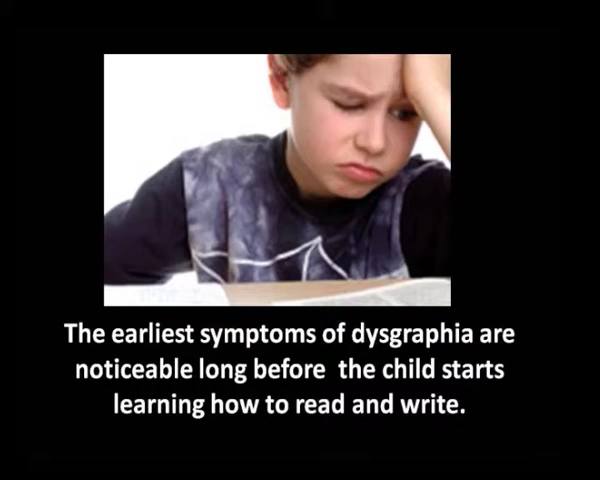 The earliest symptoms of dysgraphia are
noticeable long before  the child starts
learning how to read and write.